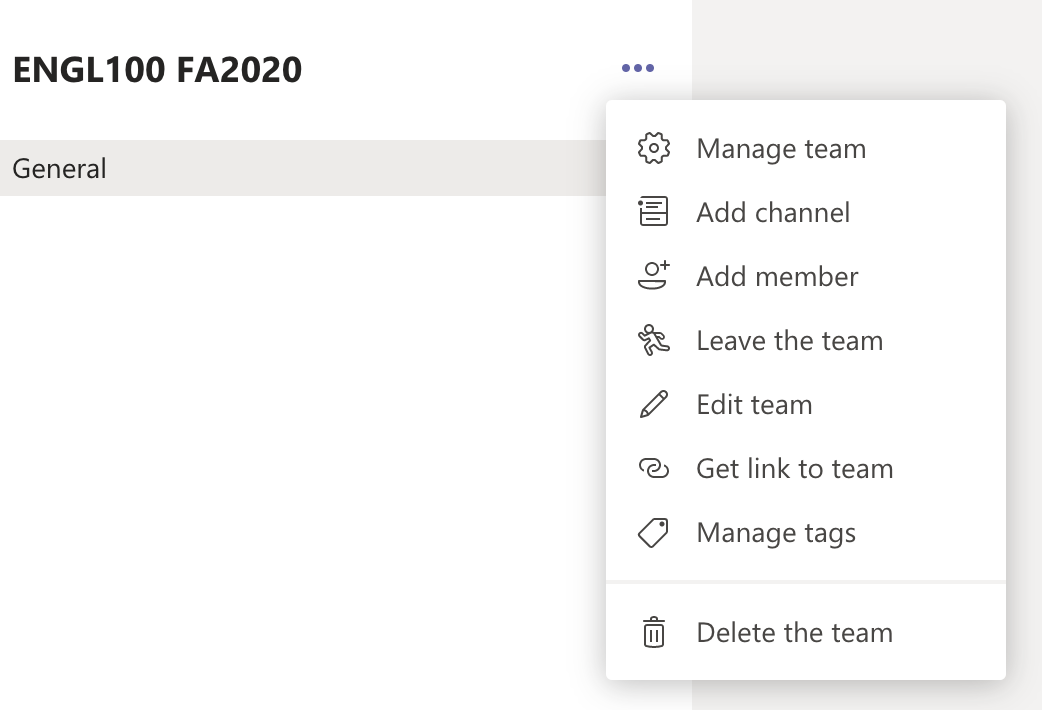 ENGL100 FA2020
General
Manage team
Add channel
Add member
Leave the team
Edit team
Get link to team
Manage tags
Delete the team